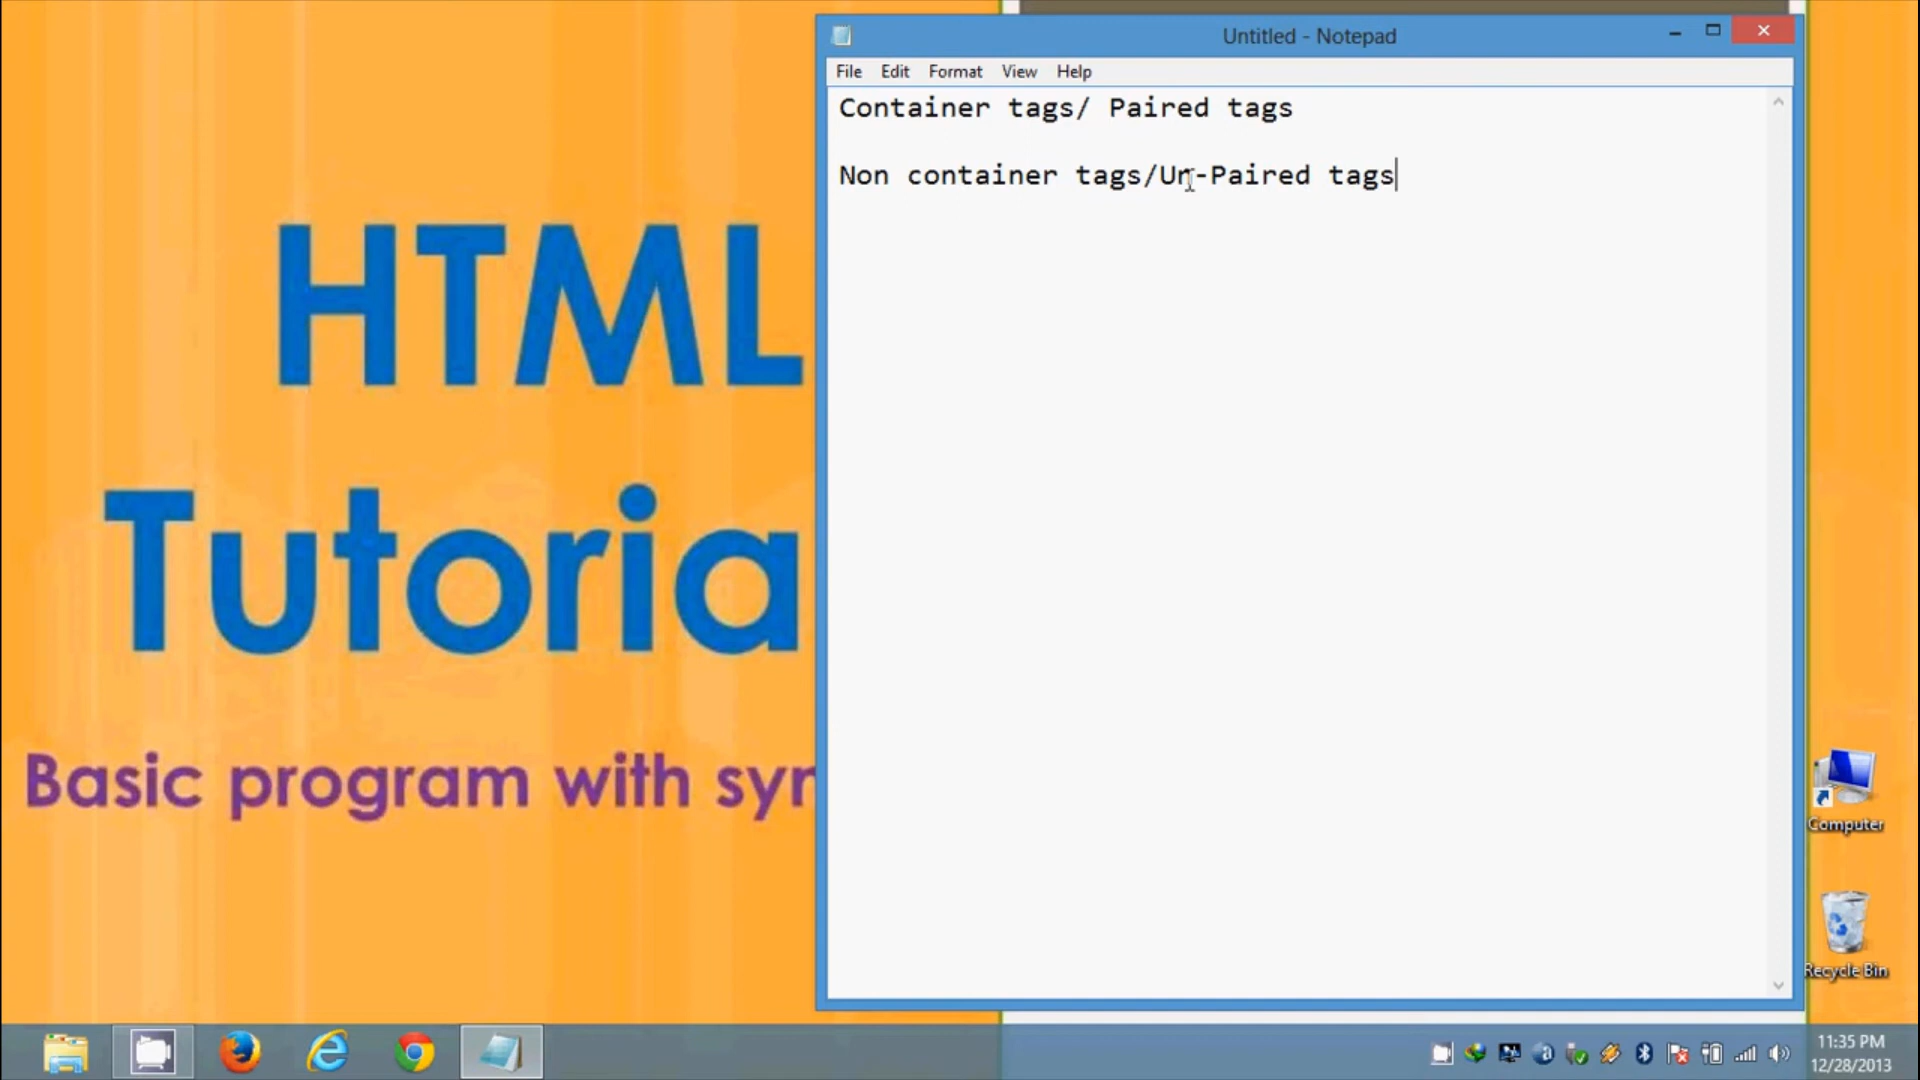 HTML
Tutoria
Basic program with syn
Untitled - Notepad
File Edit Format View Help
Container tags/ Paired tags
Non container tags/Un-Paired tags
Computer
Recycle Bin
11:35 PM
12/28/2013